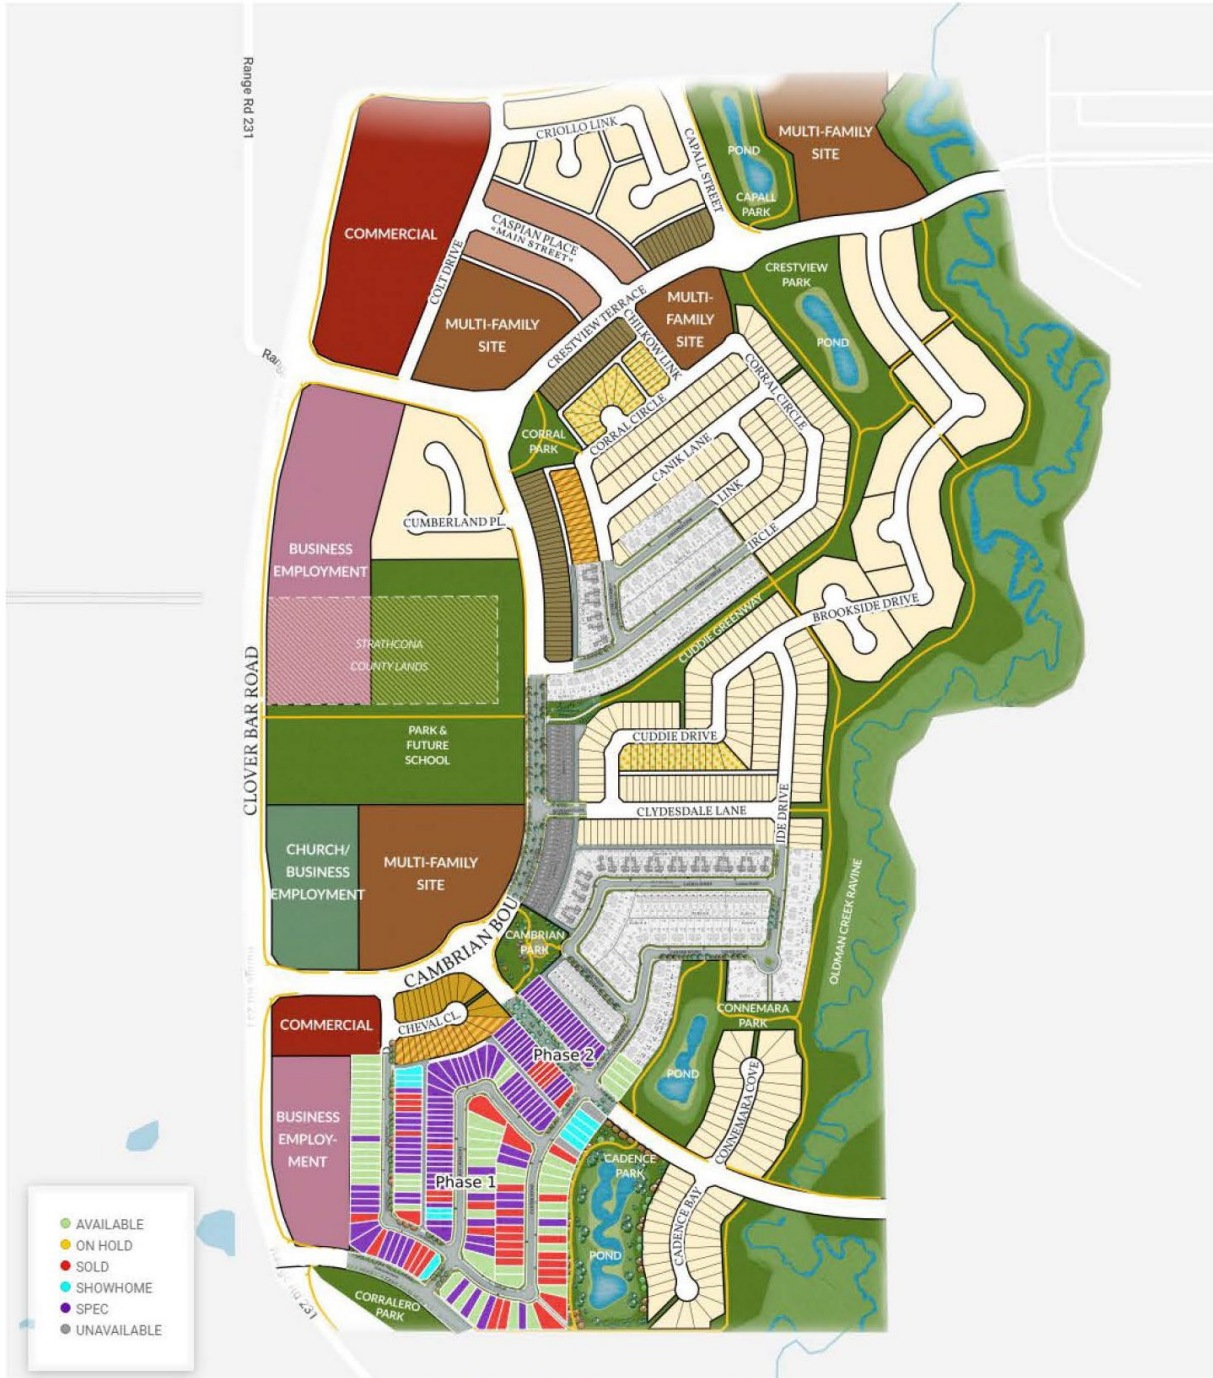 Range Rd 231
CRIOLLO LINK
CAPALL STREET
POND
MULTI-FAMILY
SITE
CAPALL
PARK
COMMERCIAL
CASPIAN PLACE
"MAIN STREET"
COLT DRIVE
CRESTVIEW
PARK
MULTI-FAMILY
SITE
MULTI-
FAMILY
SITE
CRESTVIEW TERRACE
CHILKOW LINK
POND
CORRAL CIRCLE
CORRAL CIRCLE
CORRAL
PARK
CANIK LANE
LINK
IRCLE
CUMBERLAND PL.
BUSINESS
EMPLOYMENT
STRATHCONA
COUNTY LANDS
CUDDIE GREENWAY
BROOKSIDE DRIVE
CLOVER BAR ROAD
PARK &
FUTURE
SCHOOL
CUDDIE DRIVE
CLYDESDALE LANE
IDE DRIVE
CHURCH/
BUSINESS
EMPLOYMENT
MULTI-FAMILY
SITE
OLDMAN CREEK RAVINE
CAMBRIAN BOU
CAMBRIAN
PARK
COMMERCIAL
CHEVAL CL.
CONNEMARA
PARK
Phase 2
POND
CONNEMARA COVE
BUSINESS
EMPLOY-
MENT
CADENCE
PARK
Phase 1
CADENCE BAY
POND
CORRALERO
PARK
231
AVAILABLE
ON HOLD
SOLD
SHOWHOME
SPEC
UNAVAILABLE